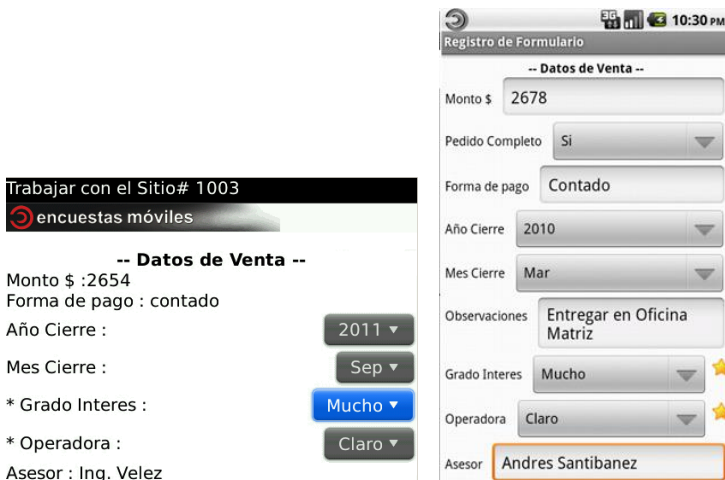 Trabajar con el Sitio# 1003
encuestas móviles
-- Datos de Venta --
Monto $ :2654
Forma de pago : contado
Año Cierre : 2011
Mes Cierre : Sep
* Grado Interes : Mucho
* Operadora : Claro
Asesor : Ing. Velez
3G 10:30 PM
Registro de Formulario
-- Datos de Venta --
Monto $ 2678
Pedido Completo Si
Forma de pago Contado
Año Cierre 2010
Mes Cierre Mar
Observaciones Entregar en Oficina
Matriz
Grado Interes Mucho
Operadora Claro
Asesor Andres Santibanez